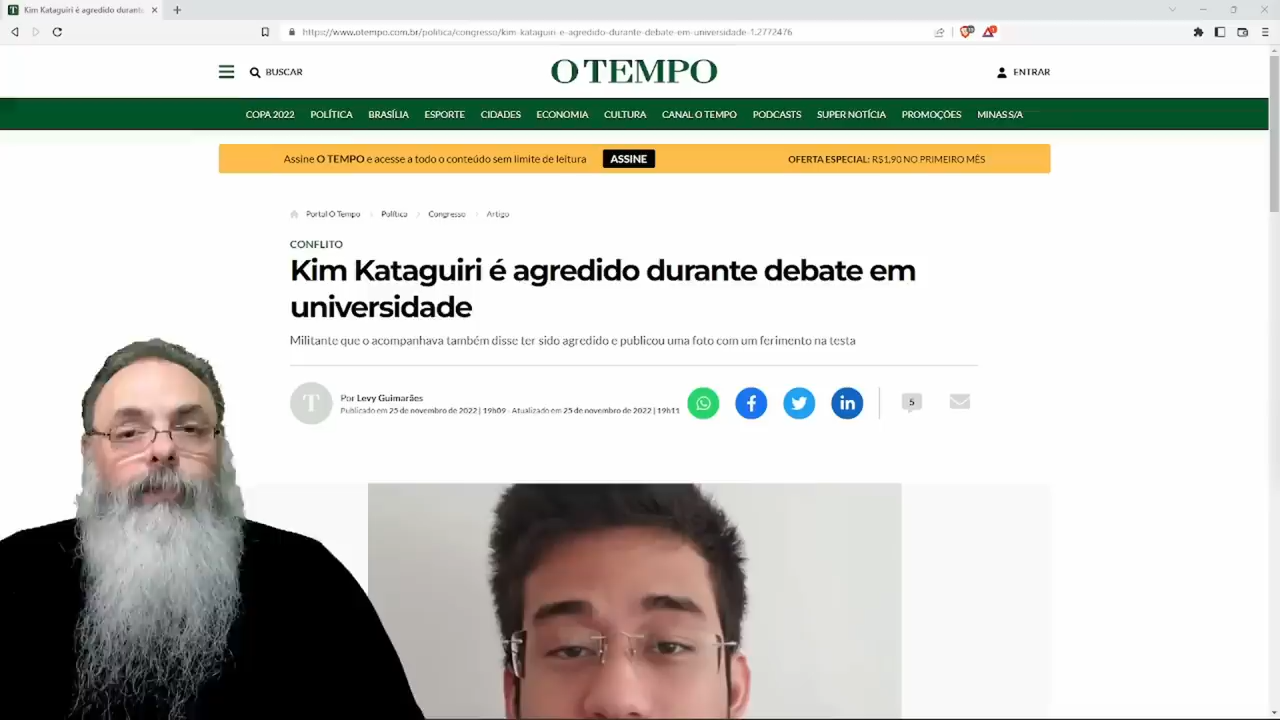 Kim Kataguiri é agredido durant
https://www.otempo.com.br/politica/congresso/kim-kataguiri-e-agredido-durante-debate-em-universidade-1.2772476
BUSCAR
O TEMPO
ENTRAR
COPA 2022 POLÍTICA BRASÍLIA ESPORTE CIDADES ECONOMIA CULTURA CANAL O TEMPO PODCASTS SUPER NOTÍCIA PROMOÇÕES MINAS S/A
Assine O TEMPO e acesse a todo o conteúdo sem limite de leitura ASSINE OFERTA ESPECIAL: R$1,90 NO PRIMEIRO MÊS
Portal O Tempo Política Congresso Artigo
CONFLITO
Kim Kataguiri é agredido durante debate em
universidade
Militante que o acompanhava também disse ter sido agredido e publicou uma foto com um ferimento na testa
T
Por Levy Guimarães
Publicado em 25 de novembro de 2022 | 19h09 - Atualizado em 25 de novembro de 2022 | 19h11
5